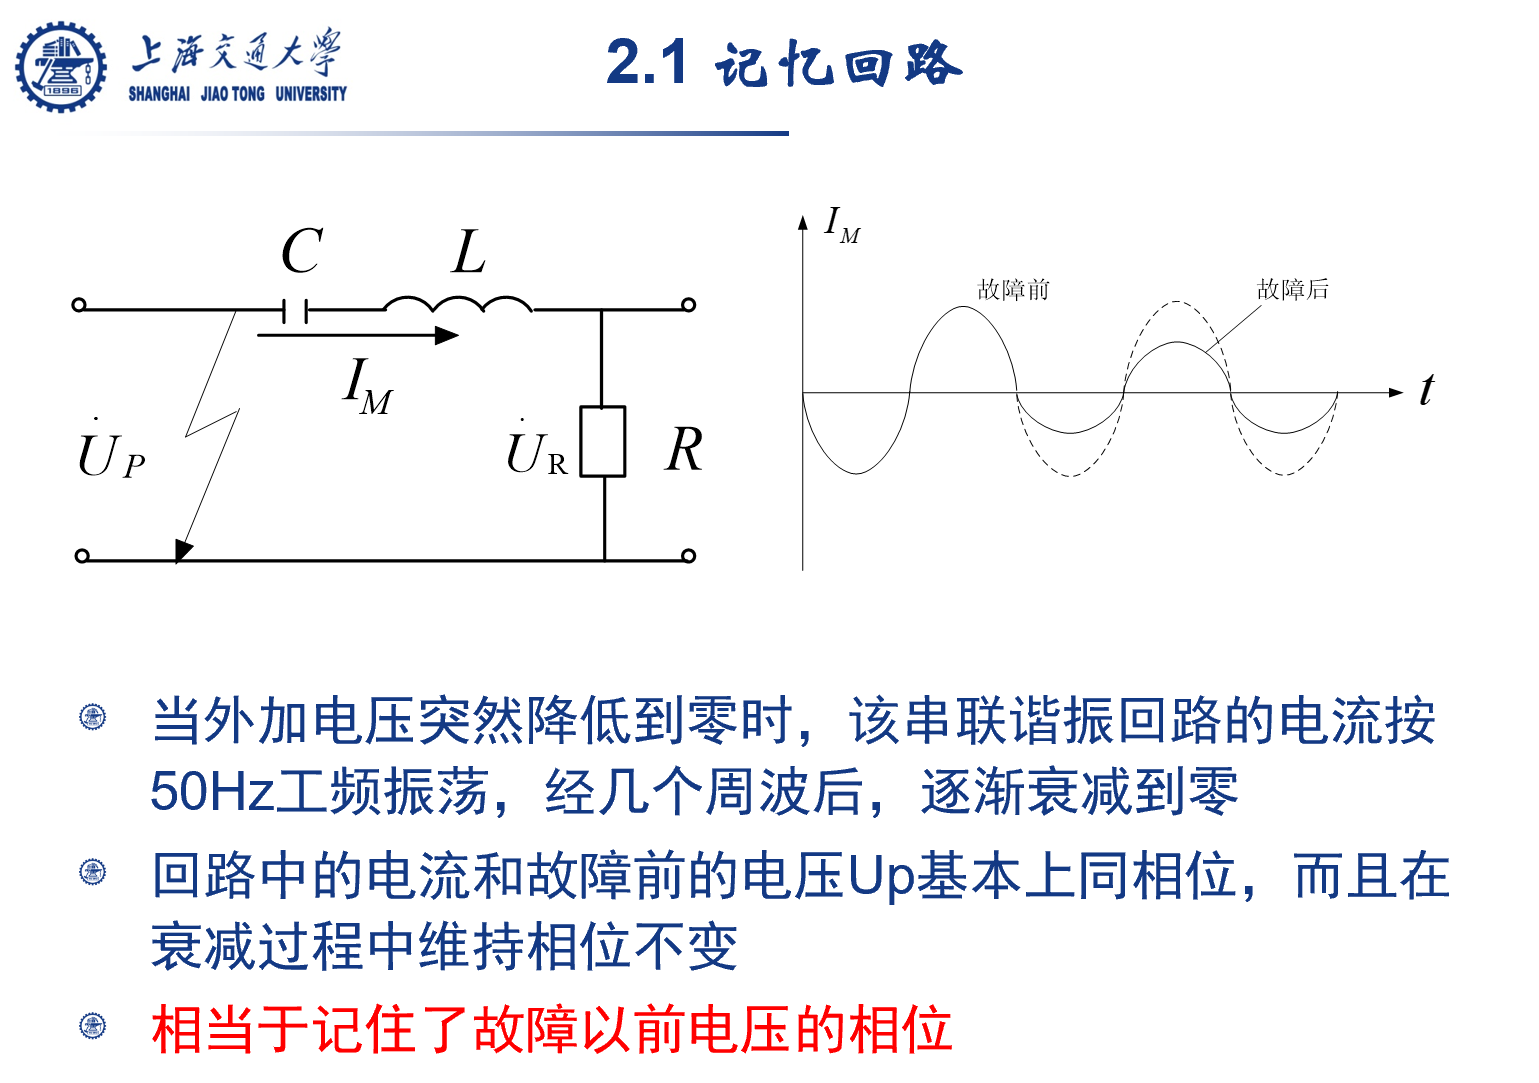 上海交通大学
SHANGHAI JIAO TONG UNIVERSITY
1896
2.1 记忆回路
C
L
I_M
U̇_P
U̇_R
R
I_M
故障前
故障后
t
当外加电压突然降低到零时，该串联谐振回路的电流按
50Hz工频振荡，经几个周波后，逐渐衰减到零
回路中的电流和故障前的电压Up基本上同相位，而且在
衰减过程中维持相位不变
相当于记住了故障以前电压的相位